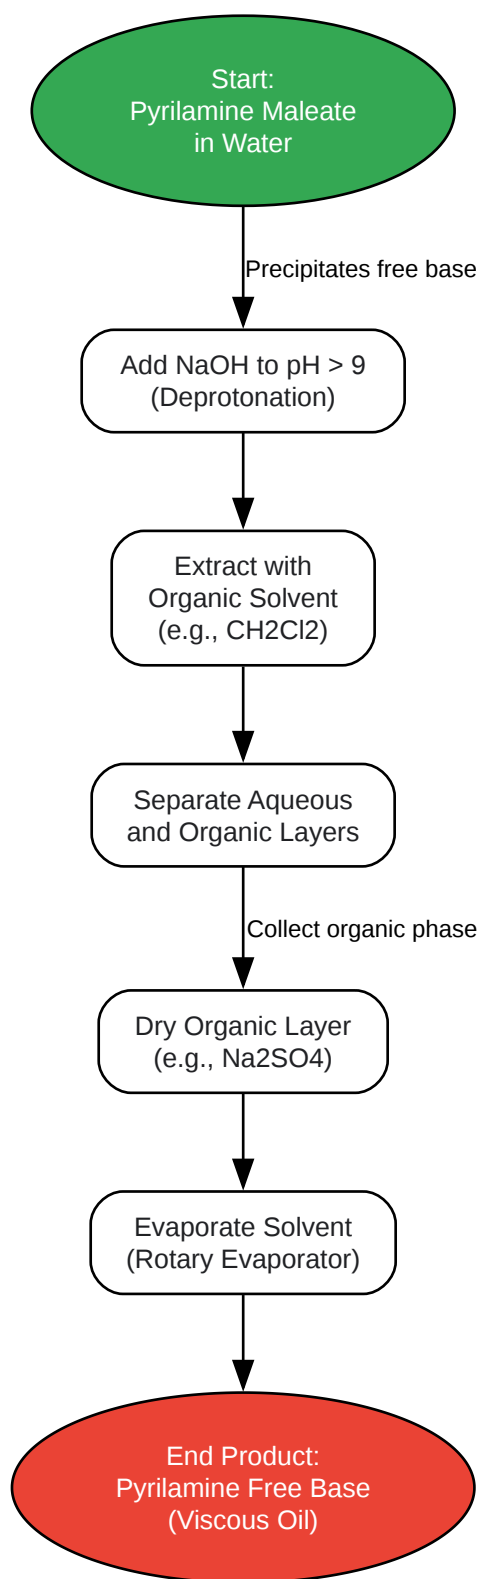 Start:
Pyrilamine Maleate
in Water
Precipitates free base
Add NaOH to pH > 9
(Deprotonation)
Extract with
Organic Solvent
(e.g., CH2Cl2)
Separate Aqueous
and Organic Layers
Collect organic phase
Dry Organic Layer
(e.g., Na2SO4)
Evaporate Solvent
(Rotary Evaporator)
End Product:
Pyrilamine Free Base
(Viscous Oil)